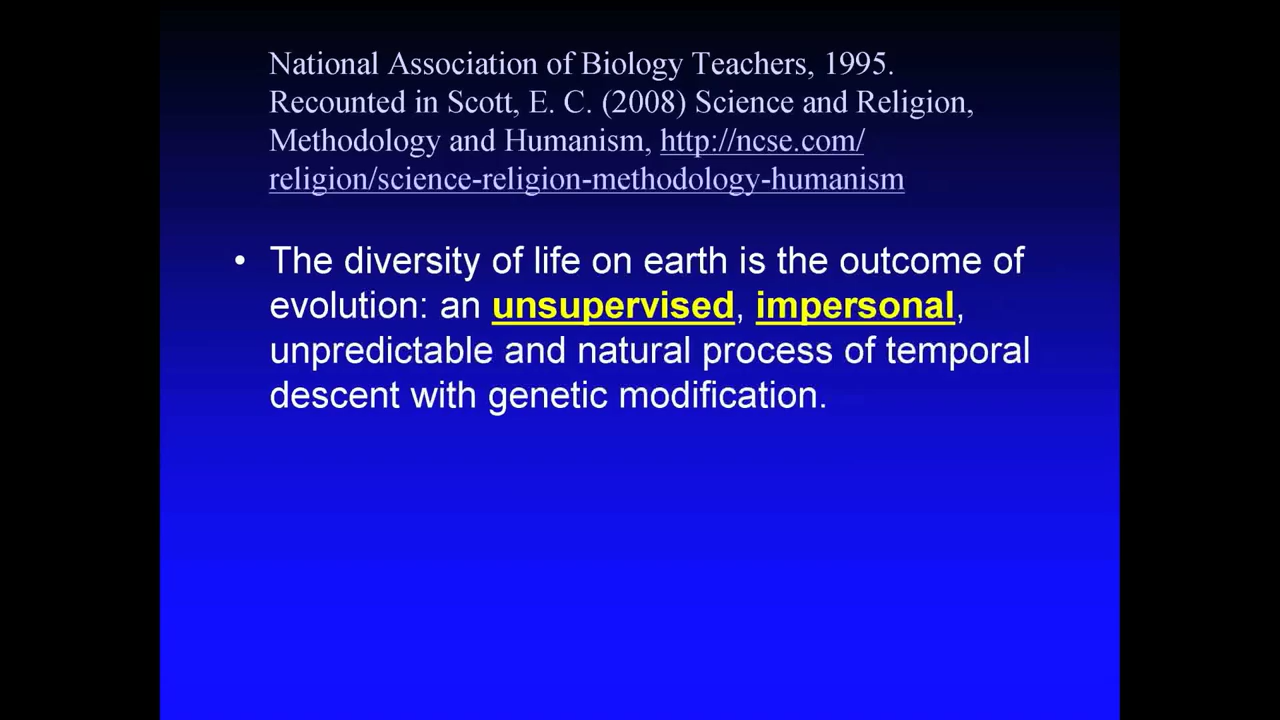 National Association of Biology Teachers, 1995.
Recounted in Scott, E. C. (2008) Science and Religion,
Methodology and Humanism, http://ncse.com/
religion/science-religion-methodology-humanism
• The diversity of life on earth is the outcome of
evolution: an unsupervised, impersonal,
unpredictable and natural process of temporal
descent with genetic modification.